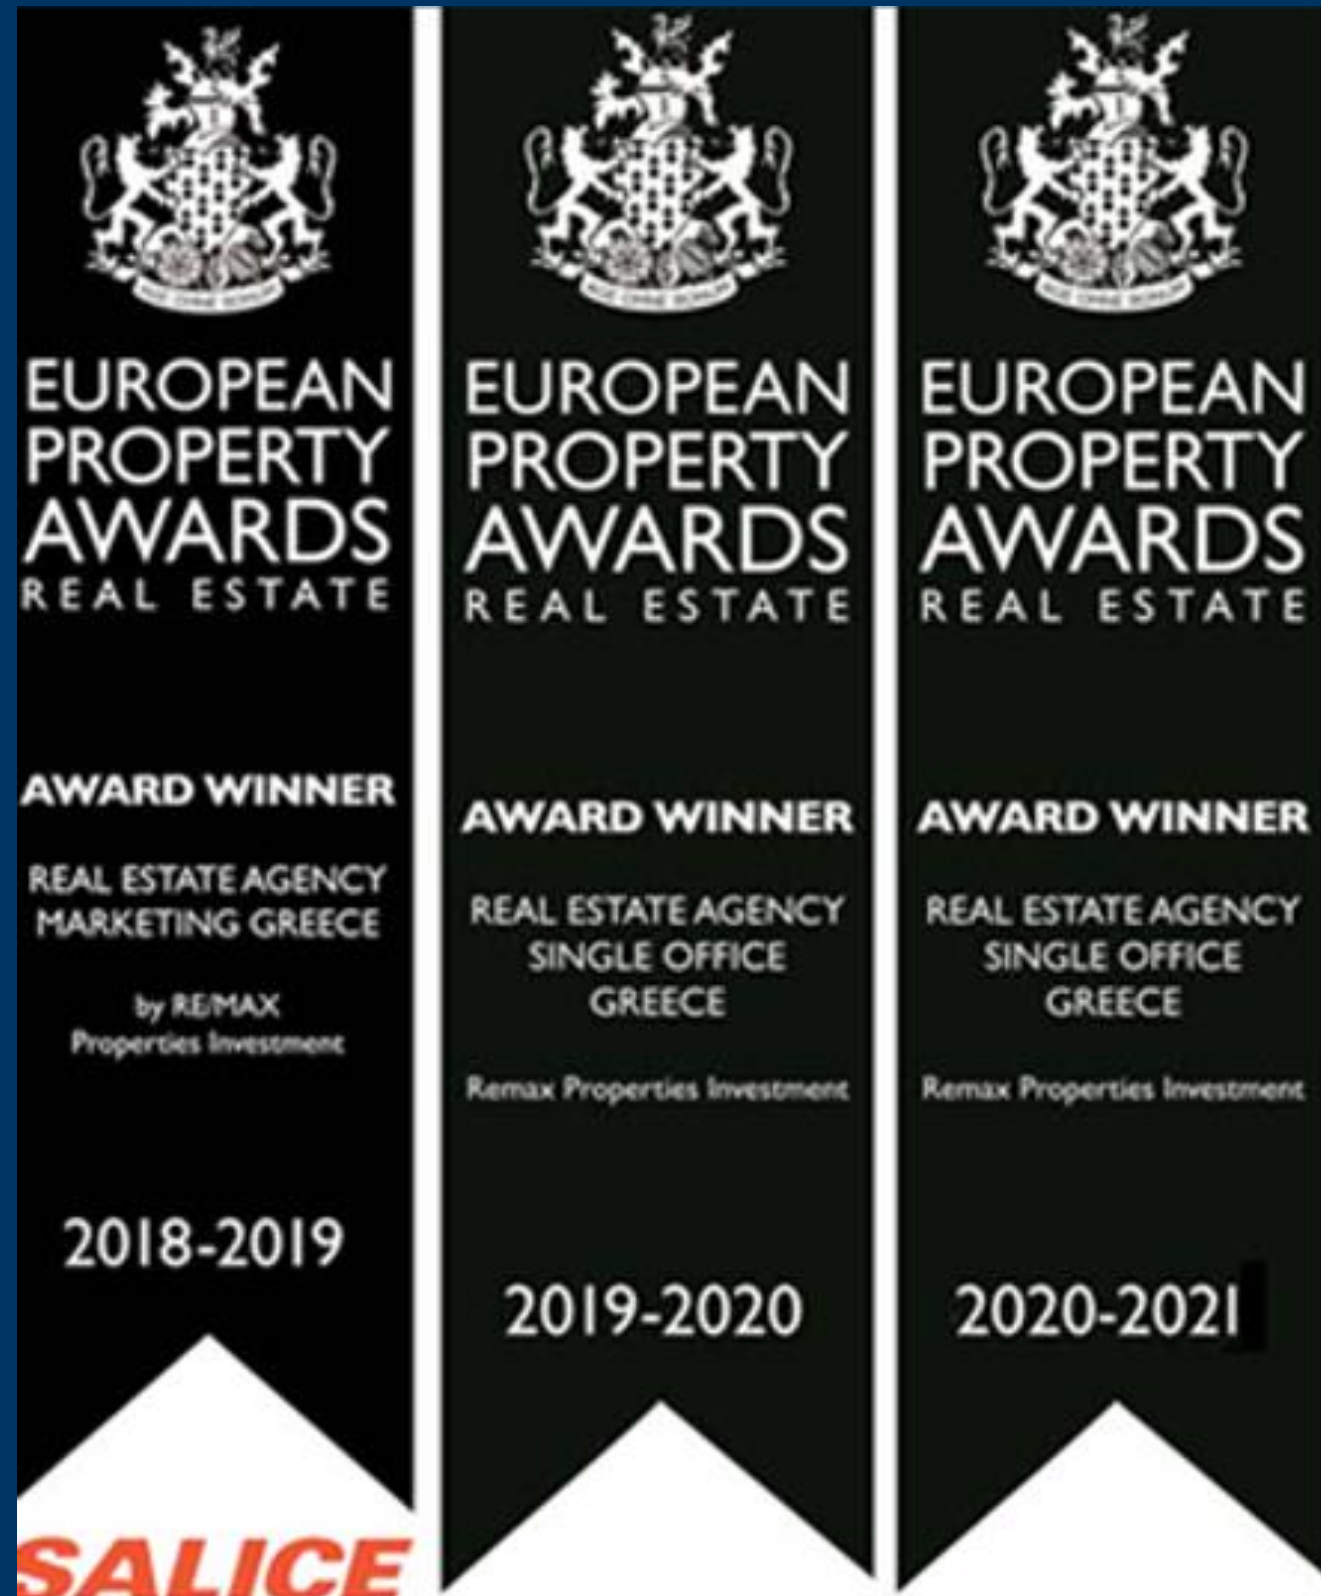 EUROPEAN
PROPERTY
AWARDS
REAL ESTATE
AWARD WINNER
REAL ESTATE AGENCY
MARKETING GREECE
by RE/MAX
Properties Investment
2018-2019
SALICE
EUROPEAN
PROPERTY
AWARDS
REAL ESTATE
AWARD WINNER
REAL ESTATE AGENCY
SINGLE OFFICE
GREECE
Remax Properties Investment
2019-2020
EUROPEAN
PROPERTY
AWARDS
REAL ESTATE
AWARD WINNER
REAL ESTATE AGENCY
SINGLE OFFICE
GREECE
Remax Properties Investment
2020-2021